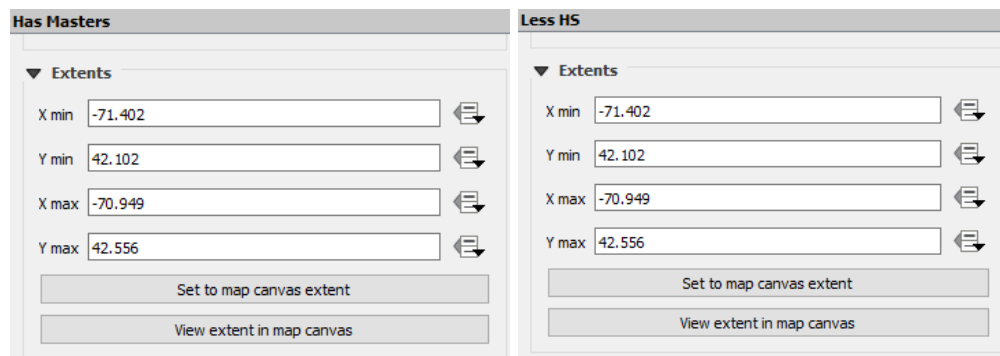 Has Masters
Extents
X min -71.402
Y min 42.102
X max -70.949
Y max 42.556
Set to map canvas extent
View extent in map canvas
Less HS
Extents
X min -71.402
Y min 42.102
X max -70.949
Y max 42.556
Set to map canvas extent
View extent in map canvas